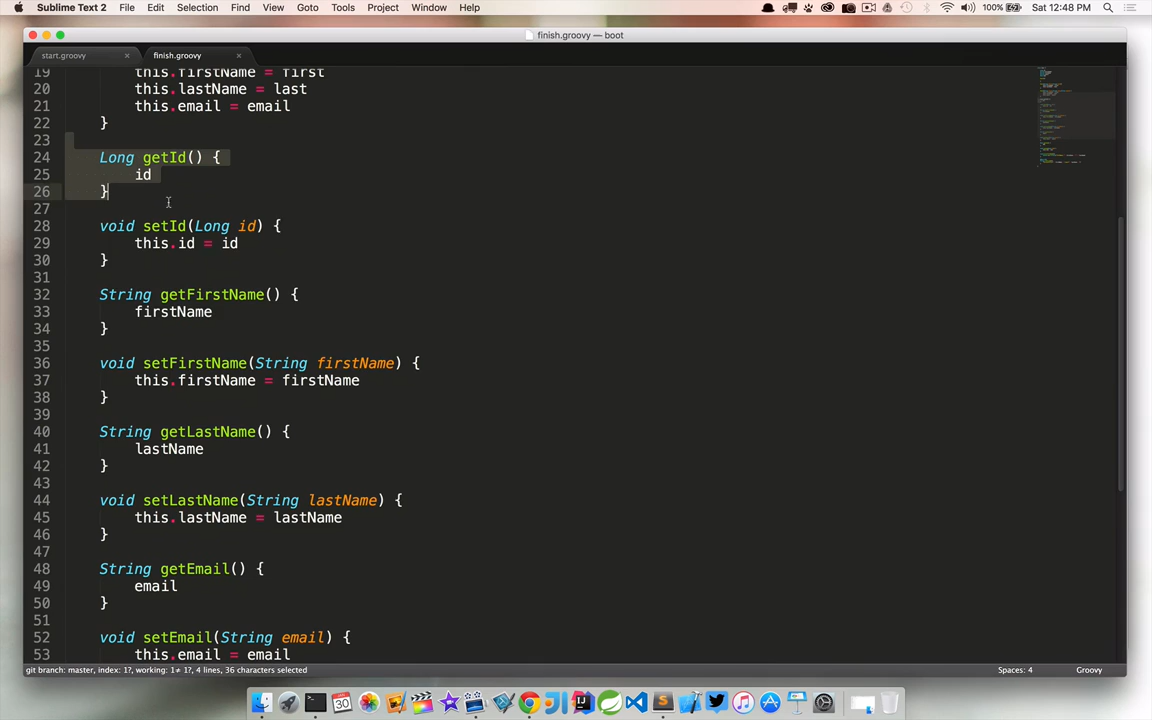 Sublime Text 2 File Edit Selection Find View Goto Tools Project Window Help 100% Sat 12:48 PM
finish.groovy — boot
start.groovy × finish.groovy ×
19 this.firstName = first
20 this.lastName = last
21 this.email = email
22 }
23
24 Long getId() {
25 id
26 }
27
28 void setId(Long id) {
29 this.id = id
30 }
31
32 String getFirstName() {
33 firstName
34 }
35
36 void setFirstName(String firstName) {
37 this.firstName = firstName
38 }
39
40 String getLastName() {
41 lastName
42 }
43
44 void setLastName(String lastName) {
45 this.lastName = lastName
46 }
47
48 String getEmail() {
49 email
50 }
51
52 void setEmail(String email) {
53 this.email = email
git branch: master, index: 1?, working: 1≠ 1?, 4 lines, 36 characters selected Spaces: 4 Groovy
30